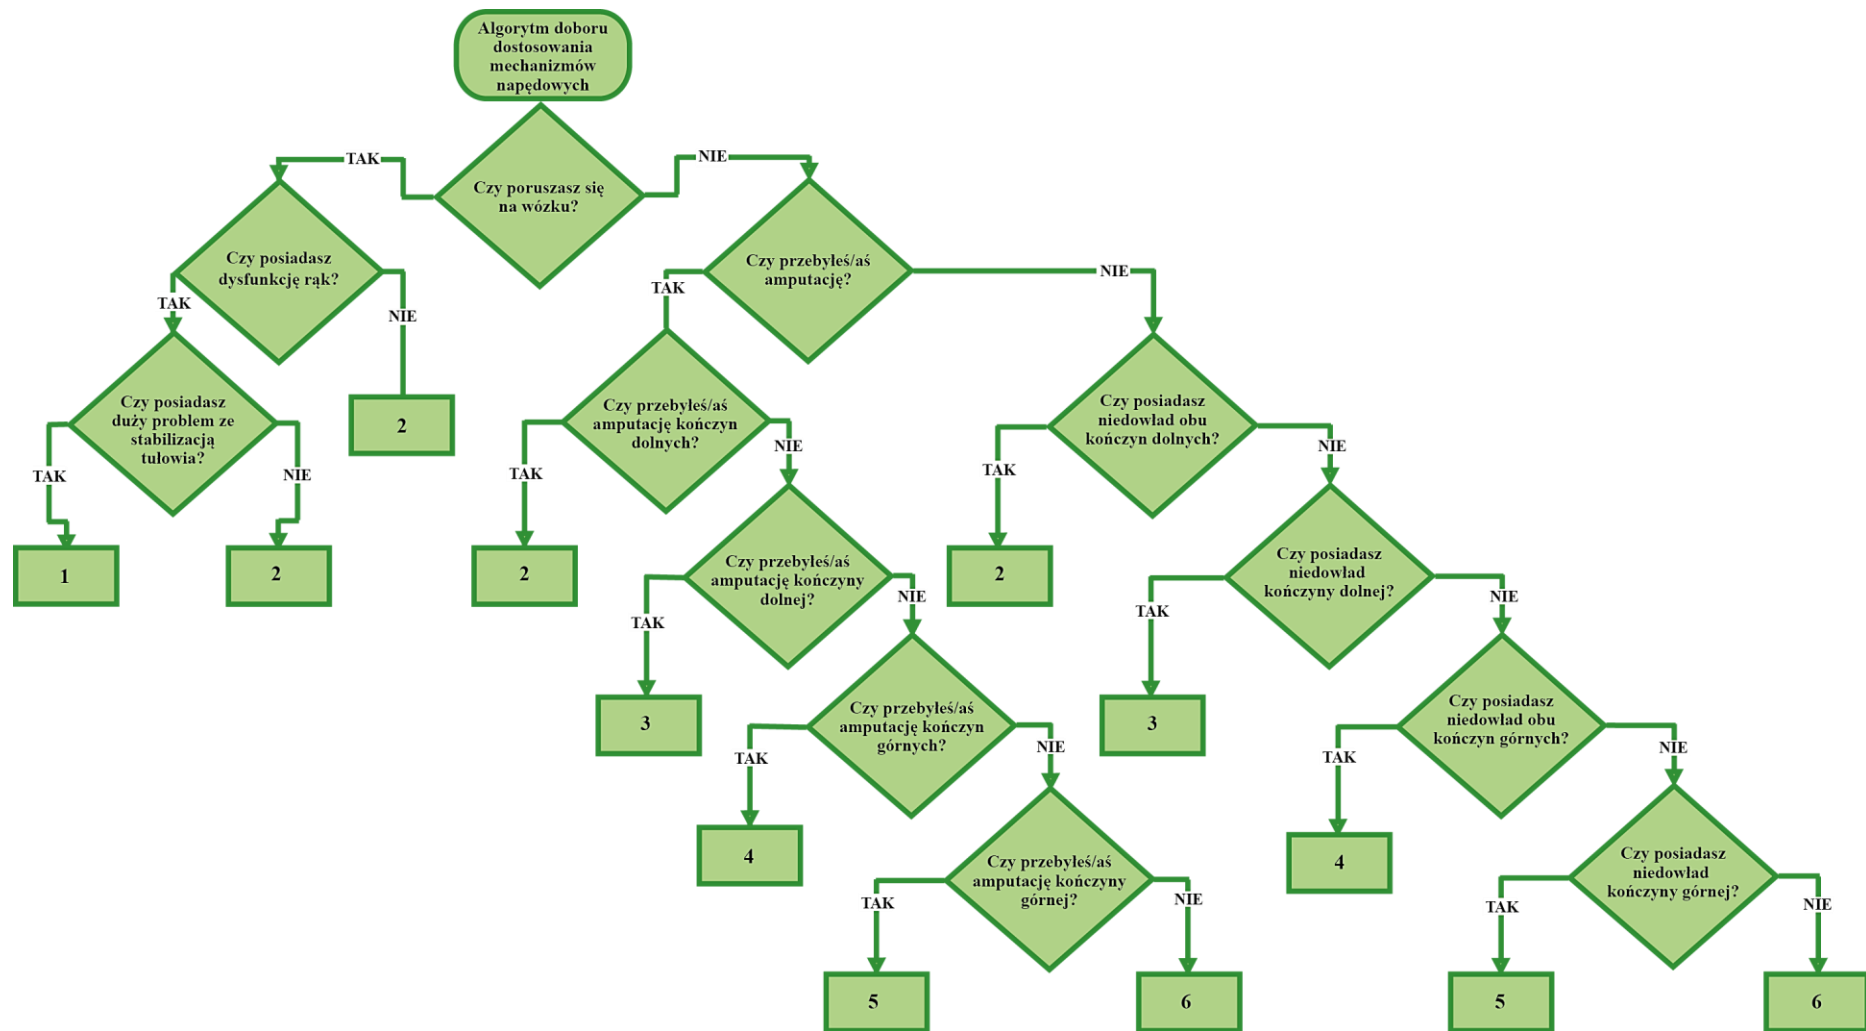 Algorytm doboru
dostosowania
mechanizmów
napędowych
TAK
NIE
Czy poruszasz się
na wózku?
Czy posiadasz
dysfunkcję rąk?
Czy przebyłeś/aś
amputację?
NIE
TAK
TAK
NIE
Czy posiadasz
duży problem ze
stabilizacją
tułowia?
2
Czy przebyłeś/aś
amputację kończyn
dolnych?
Czy posiadasz
niedowład obu
kończyn dolnych?
TAK
NIE
TAK
NIE
TAK
NIE
1
2
2
Czy przebyłeś/aś
amputację kończyny
dolnej?
2
Czy posiadasz
niedowład
kończyny dolnej?
TAK
NIE
TAK
NIE
3
Czy przebyłeś/aś
amputację kończyn
górnych?
3
Czy posiadasz
niedowład obu
kończyn górnych?
TAK
NIE
TAK
NIE
4
Czy przebyłeś/aś
amputację kończyny
górnej?
4
Czy posiadasz
niedowład
kończyny górnej?
TAK
NIE
TAK
NIE
5
6
5
6